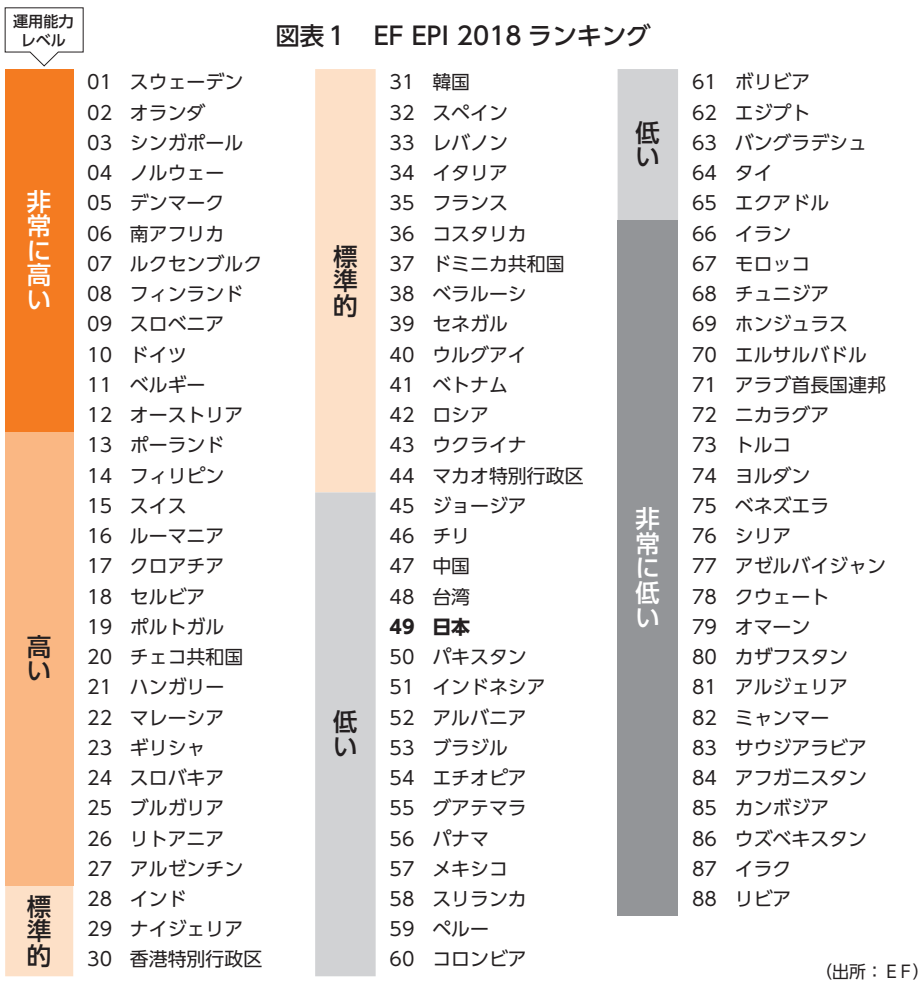 運用能力
レベル
図表1 EF EPI 2018 ランキング
非常に高い
01 スウェーデン
02 オランダ
03 シンガポール
04 ノルウェー
05 デンマーク
06 南アフリカ
07 ルクセンブルク
08 フィンランド
09 スロベニア
10 ドイツ
11 ベルギー
12 オーストリア
高い
13 ポーランド
14 フィリピン
15 スイス
16 ルーマニア
17 クロアチア
18 セルビア
19 ポルトガル
20 チェコ共和国
21 ハンガリー
22 マレーシア
23 ギリシャ
24 スロバキア
25 ブルガリア
26 リトアニア
27 アルゼンチン
標準的
28 インド
29 ナイジェリア
30 香港特別行政区
標準的
31 韓国
32 スペイン
33 レバノン
34 イタリア
35 フランス
36 コスタリカ
37 ドミニカ共和国
38 ベラルーシ
39 セネガル
40 ウルグアイ
41 ベトナム
42 ロシア
43 ウクライナ
44 マカオ特別行政区
低い
45 ジョージア
46 チリ
47 中国
48 台湾
49 日本
50 パキスタン
51 インドネシア
52 アルバニア
53 ブラジル
54 エチオピア
55 グアテマラ
56 パナマ
57 メキシコ
58 スリランカ
59 ペルー
60 コロンビア
低い
61 ボリビア
62 エジプト
63 バングラデシュ
64 タイ
65 エクアドル
非常に低い
66 イラン
67 モロッコ
68 チュニジア
69 ホンジュラス
70 エルサルバドル
71 アラブ首長国連邦
72 ニカラグア
73 トルコ
74 ヨルダン
75 ベネズエラ
76 シリア
77 アゼルバイジャン
78 クウェート
79 オマーン
80 カザフスタン
81 アルジェリア
82 ミャンマー
83 サウジアラビア
84 アフガニスタン
85 カンボジア
86 ウズベキスタン
87 イラク
88 リビア
(出所：EF)